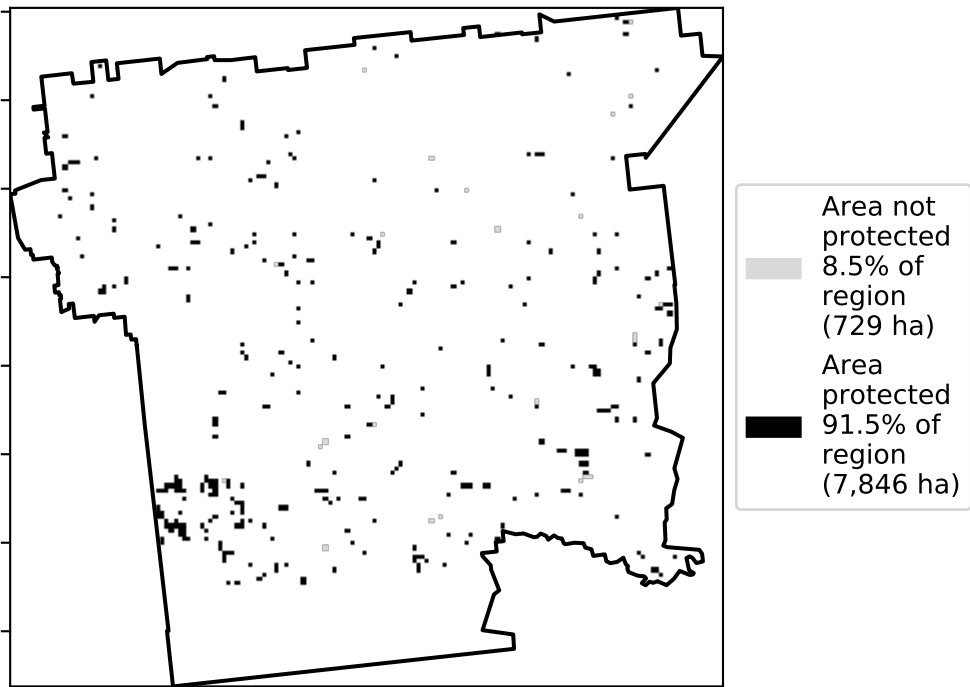 Area not
protected
8.5% of
region
(729 ha)
Area
protected
91.5% of
region
(7,846 ha)